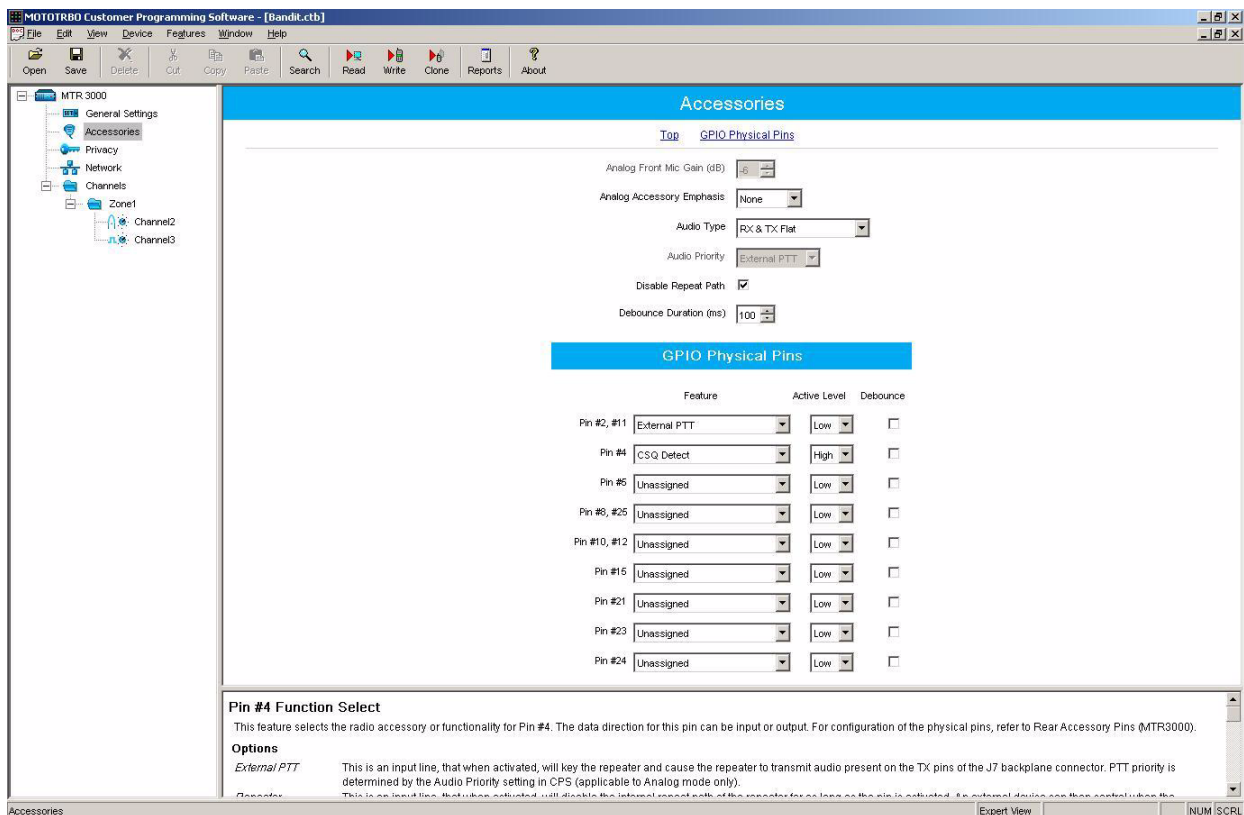 MOTOTRBO Customer Programming Software - [Bandit.ctb]
File Edit View Device Features Window Help
Open Save Delete Cut Copy Paste Search Read Write Clone Reports About
MTR 3000
General Settings
Accessories
Privacy
Network
Channels
Zone1
Channel2
Channel3
Accessories
Top GPIO Physical Pins
Analog Front Mic Gain (dB) -6
Analog Accessory Emphasis None
Audio Type RX & TX Flat
Audio Priority External PTT
Disable Repeat Path
Debounce Duration (ms) 100
GPIO Physical Pins
Feature Active Level Debounce
Pin #2, #11 External PTT Low
Pin #4 CSQ Detect High
Pin #5 Unassigned Low
Pin #8, #25 Unassigned Low
Pin #10, #12 Unassigned Low
Pin #15 Unassigned Low
Pin #21 Unassigned Low
Pin #23 Unassigned Low
Pin #24 Unassigned Low
Pin #4 Function Select
This feature selects the radio accessory or functionality for Pin #4. The data direction for this pin can be input or output. For configuration of the physical pins, refer to Rear Accessory Pins (MTR3000).
Options
External PTT This is an input line, that when activated, will key the repeater and cause the repeater to transmit audio present on the TX pins of the J7 backplane connector. PTT priority is
determined by the Audio Priority setting in CPS (applicable to Analog mode only).
This is an input line, that when activated, will disable the internal repeat path of the repeater for as long as the pin is activated. An external device can then control when the
Accessories Expert View NUM SCRL